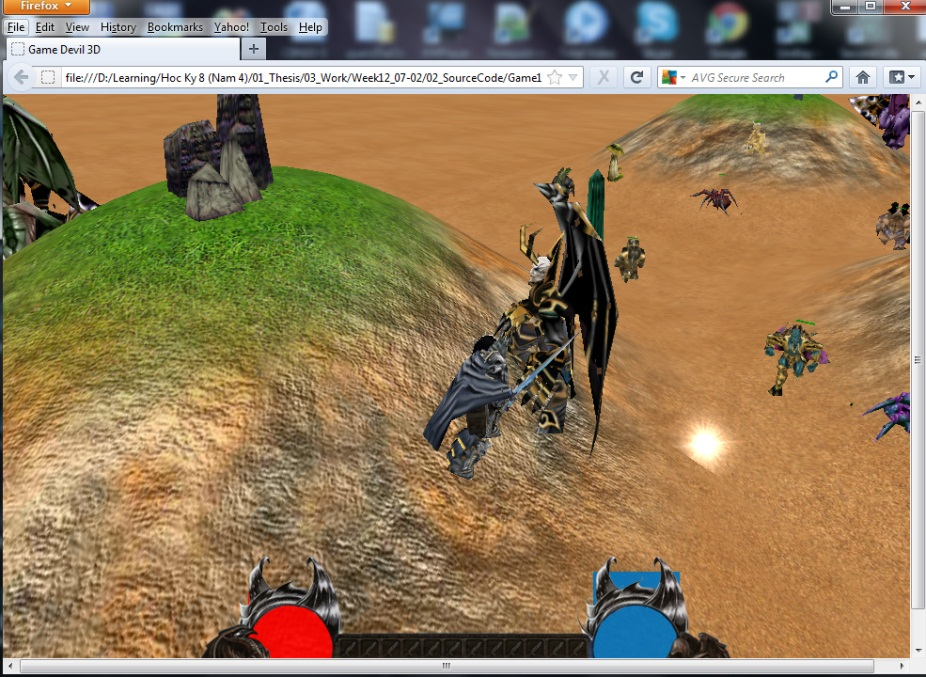 Firefox
File Edit View History Bookmarks Yahoo! Tools Help
Game Devil 3D
file:///D:/Learning/Hoc Ky 8 (Nam 4)/01_Thesis/03_Work/Week12_07-02/02_SourceCode/Game1
AVG Secure Search